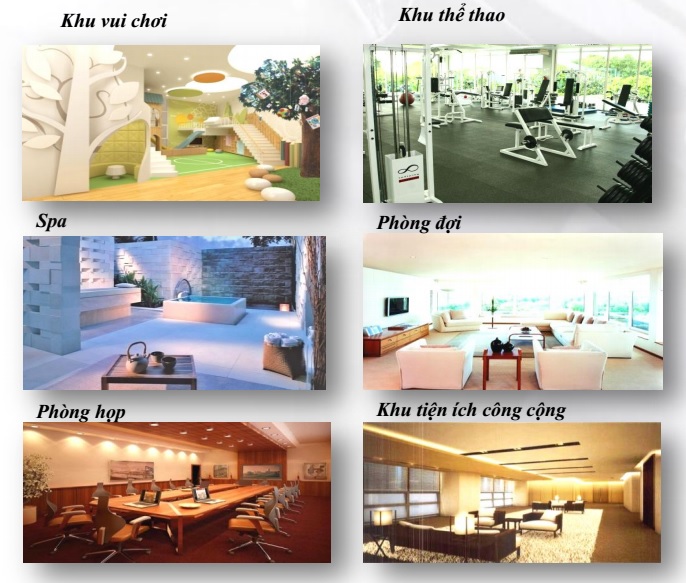 Khu vui chơi
Khu thể thao
Spa
Phòng đợi
Phòng họp
Khu tiện ích công cộng